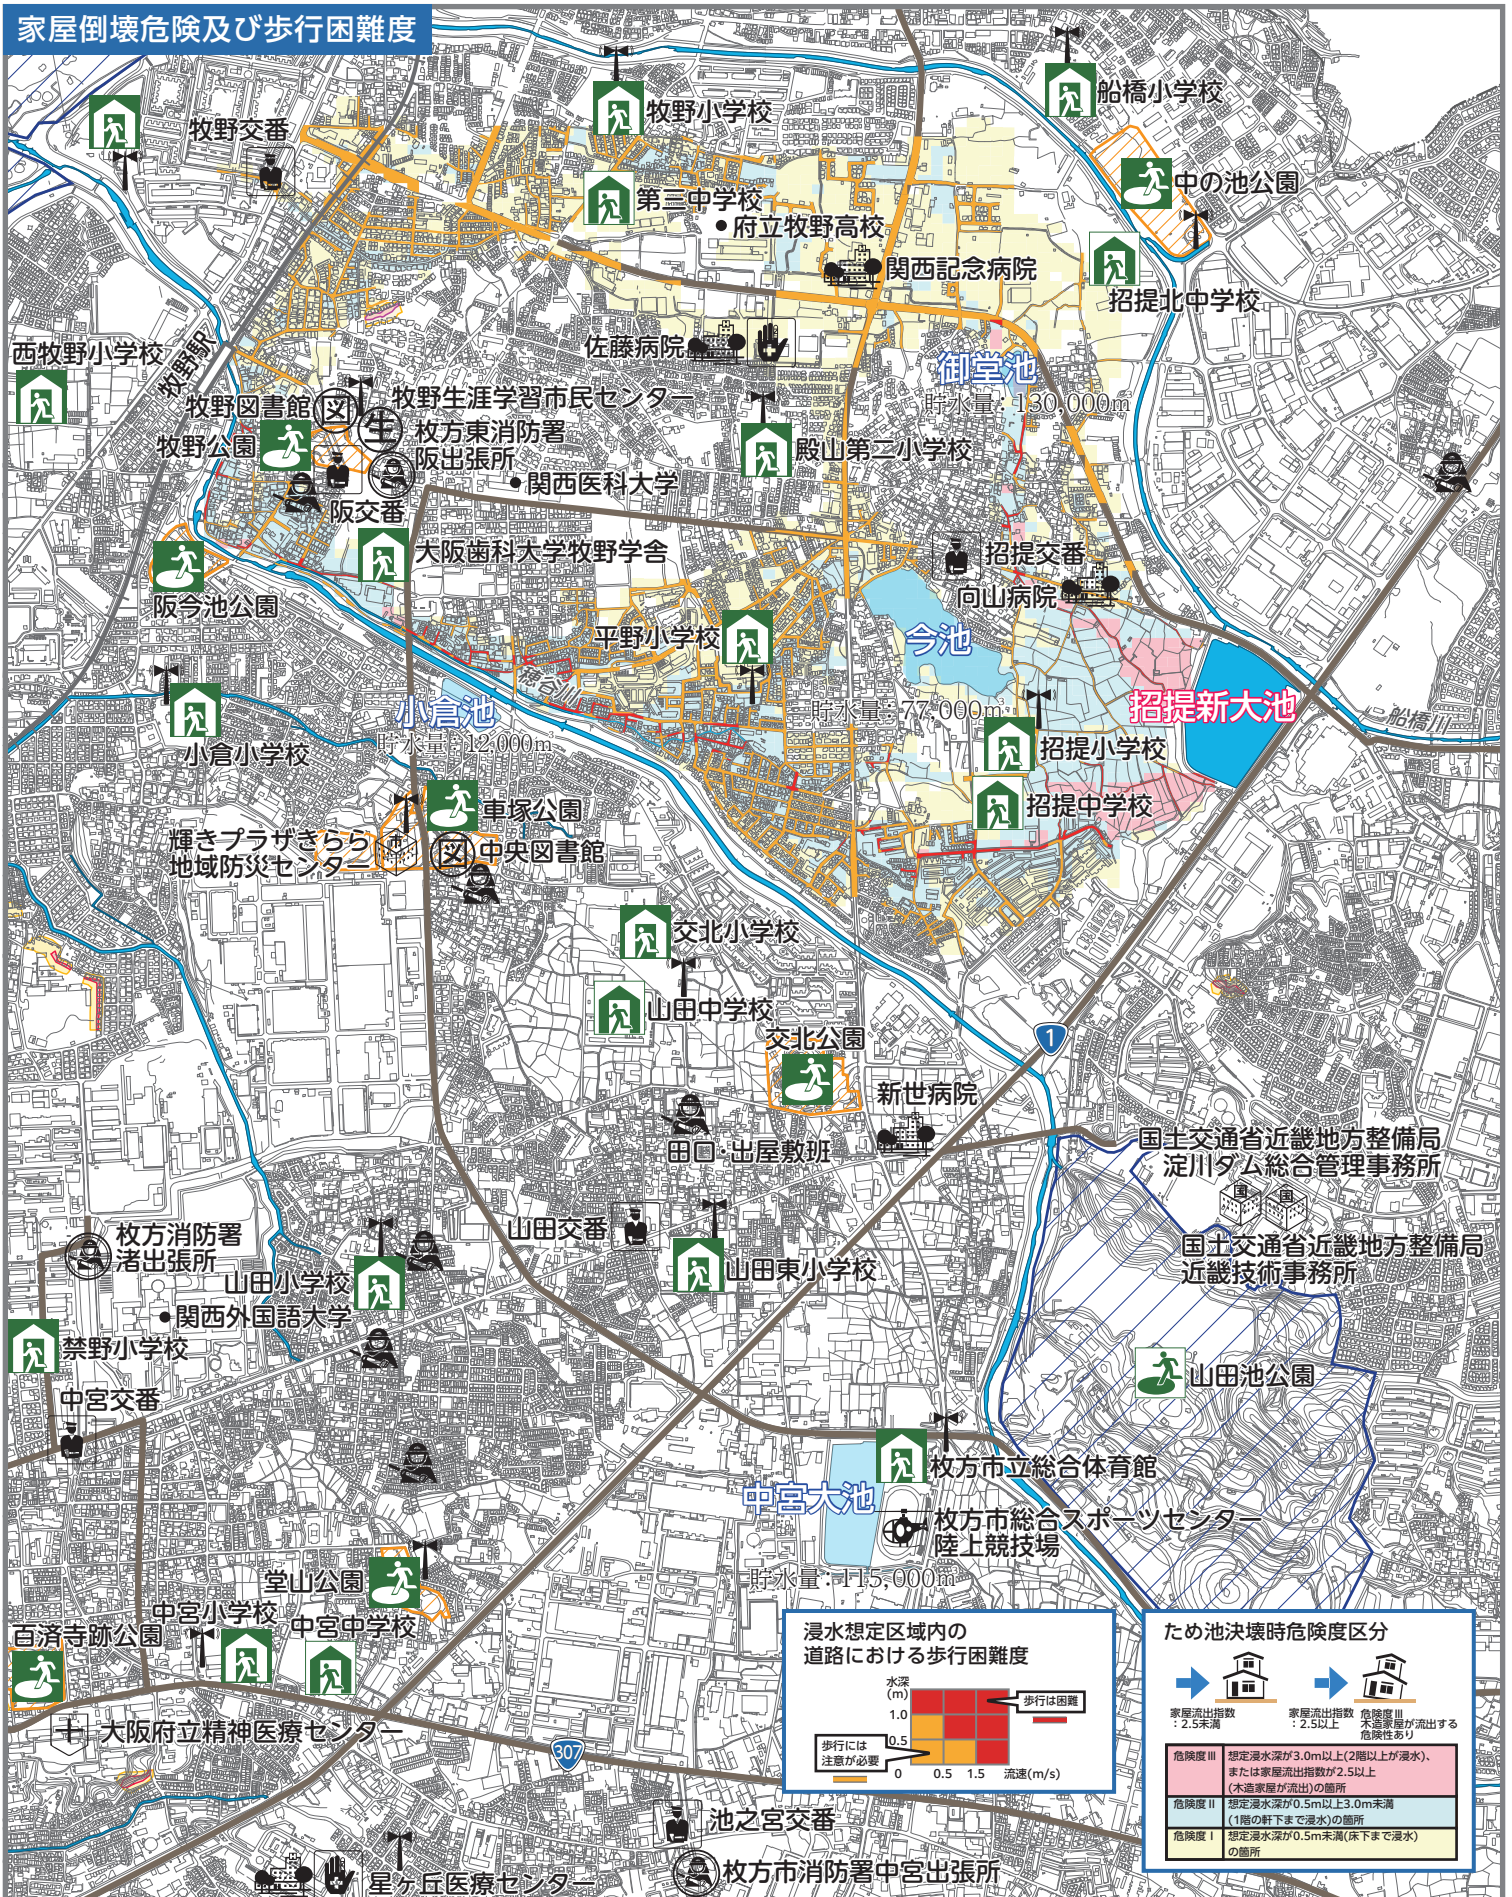 家屋倒壊危険及び歩行困難度
牧野小学校
船橋小学校
牧野交番
中の池公園
第三中学校
府立牧野高校
関西記念病院
招提北中学校
佐藤病院
西牧野小学校
牧野駅
御堂池
貯水量：130,000m³
牧野図書館
図
牧野生涯学習市民センター
生
枚方東消防署
阪出張所
牧野公園
殿山第二小学校
関西医科大学
阪交番
大阪歯科大学牧野学舎
招提交番
向山病院
阪今池公園
平野小学校
今池
穂谷川
小倉池
貯水量：77,000m³
招提新大池
船橋川
貯水量：12,000m³
小倉小学校
招提小学校
車塚公園
招提中学校
輝きプラザきらら
地域防災センター
市
図
中央図書館
交北小学校
山田中学校
交北公園
1
新世病院
田口・出屋敷班
国土交通省近畿地方整備局
淀川ダム総合管理事務所
国
国
国土交通省近畿地方整備局
近畿技術事務所
山田交番
枚方消防署
渚出張所
山田小学校
山田東小学校
関西外国語大学
禁野小学校
山田池公園
中宮交番
枚方市立総合体育館
中宮大池
枚方市総合スポーツセンター
陸上競技場
貯水量：115,000m³
堂山公園
中宮小学校
中宮中学校
百済寺跡公園
大阪府立精神医療センター
307
池之宮交番
枚方市消防署中宮出張所
星ヶ丘医療センター
浸水想定区域内の
道路における歩行困難度
水深
(m)
1.0
0.5
0
0.5
1.5
流速(m/s)
歩行は困難
歩行には
注意が必要
ため池決壊時危険度区分
家屋流出指数
：2.5未満
家屋流出指数
：2.5以上
危険度Ⅲ
木造家屋が流出する
危険性あり
危険度Ⅲ
想定浸水深が3.0m以上(2階以上が浸水)、
または家屋流出指数が2.5以上
(木造家屋が流出)の箇所
危険度Ⅱ
想定浸水深が0.5m以上3.0m未満
(1階の軒下まで浸水)の箇所
危険度Ⅰ
想定浸水深が0.5m未満(床下まで浸水)
の箇所